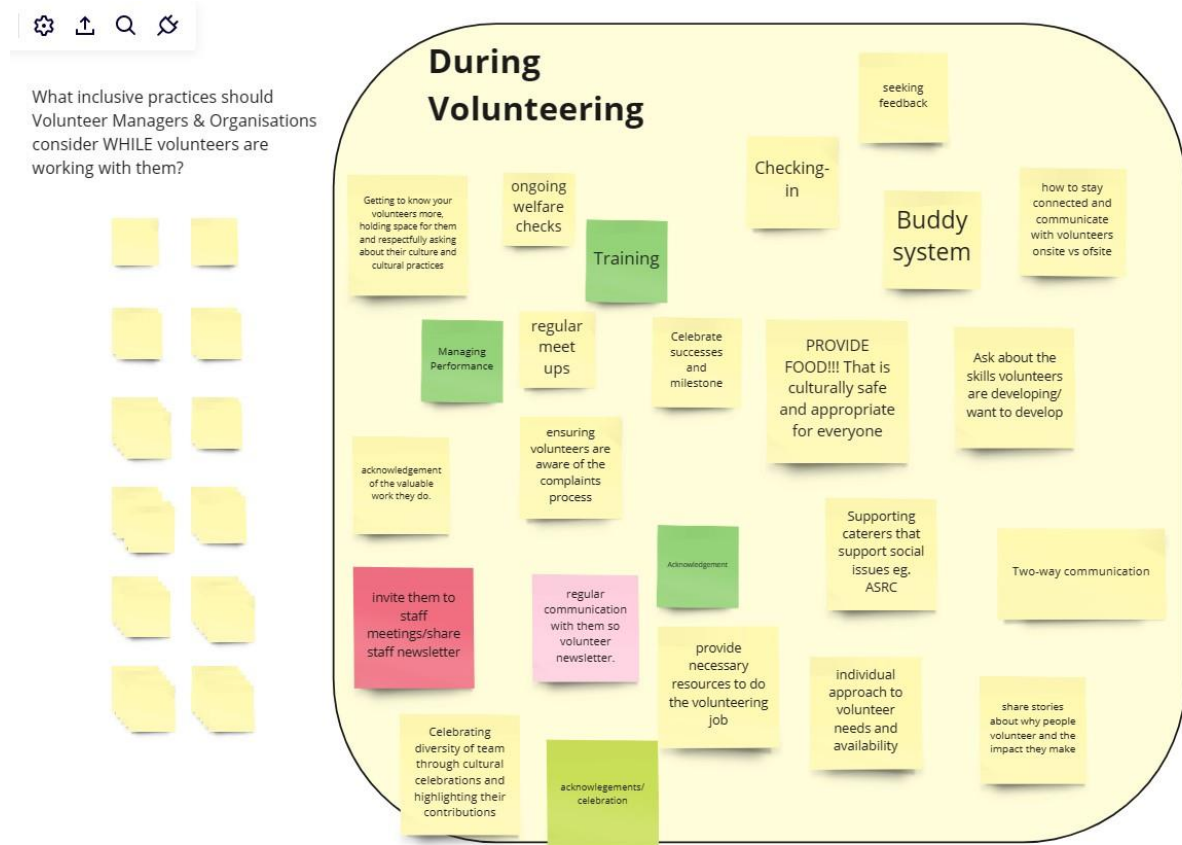 What inclusive practices should
Volunteer Managers & Organisations
consider WHILE volunteers are
working with them?
During
Volunteering
seeking
feedback
Checking-
in
Getting to know your
volunteers more,
holding space for them
and respectfully asking
about their culture and
cultural practices
ongoing
welfare
checks
Training
Buddy
system
how to stay
connected and
communicate
with volunteers
onsite vs ofsite
Managing
Performance
regular
meet
ups
Celebrate
successes
and
milestone
PROVIDE
FOOD!!! That is
culturally safe
and appropriate
for everyone
Ask about the
skills volunteers
are developing/
want to develop
acknowledgement
of the valuable
work they do.
ensuring
volunteers are
aware of the
complaints
process
Acknowledgement
Supporting
caterers that
support social
issues eg.
ASRC
Two-way communication
invite them to
staff
meetings/share
staff newsletter
regular
communication
with them so
volunteer
newsletter.
provide
necessary
resources to do
the volunteering
job
individual
approach to
volunteer
needs and
availability
share stories
about why people
volunteer and the
impact they make
Celebrating
diversity of team
through cultural
celebrations and
highlighting their
contributions
acknowlegements/
celebration